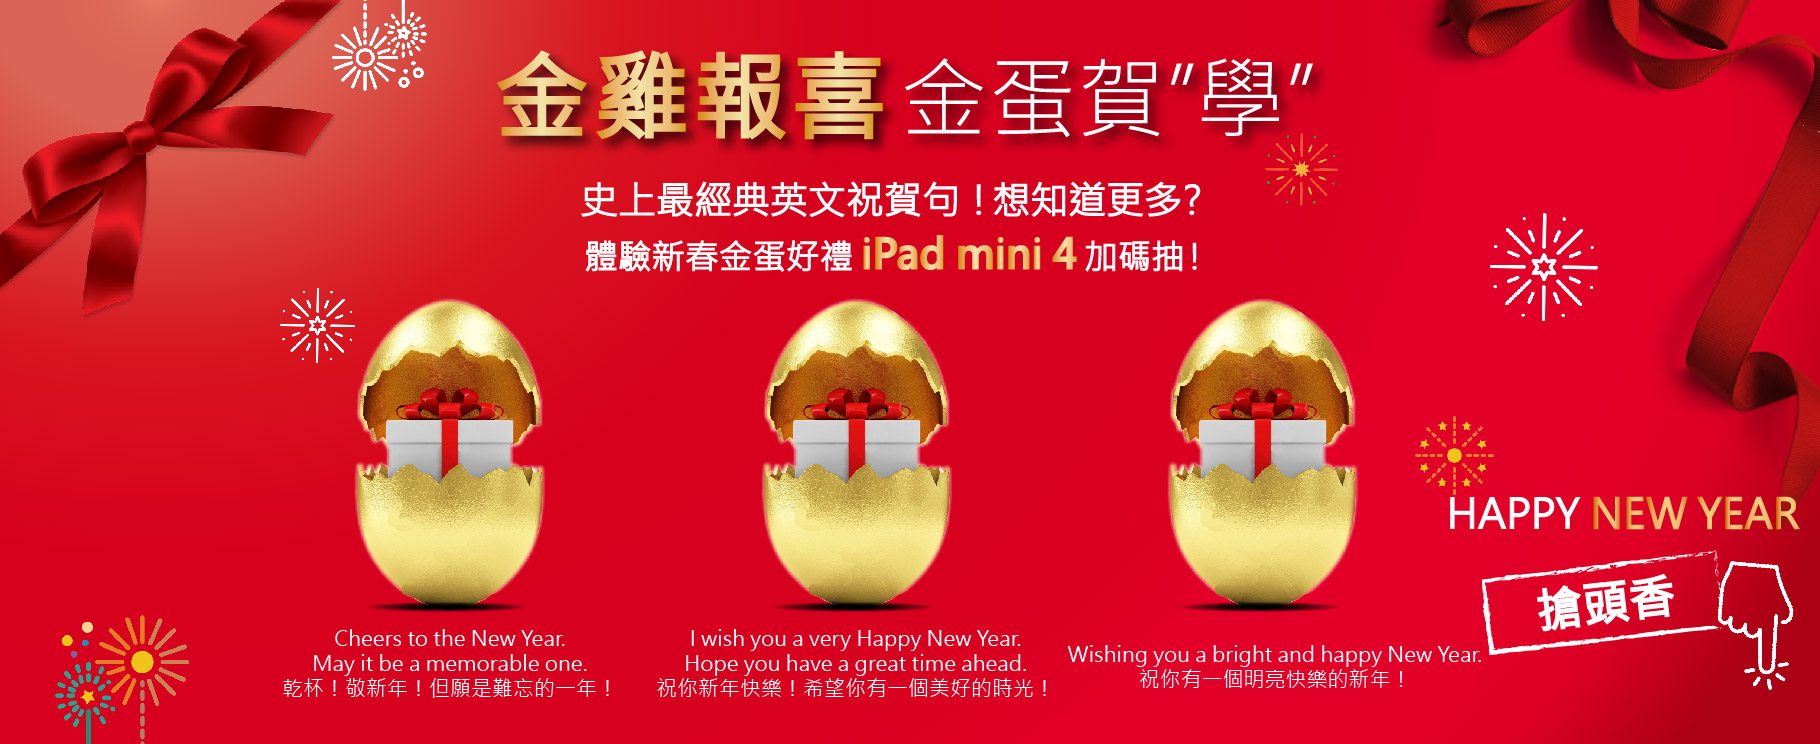 金雞報喜 金蛋賀"學"
史上最經典英文祝賀句！想知道更多?
體驗新春金蛋好禮 iPad mini 4 加碼抽!
Cheers to the New Year.
May it be a memorable one.
乾杯！敬新年！但願是難忘的一年！
I wish you a very Happy New Year.
Hope you have a great time ahead.
祝你新年快樂！希望你有一個美好的時光！
Wishing you a bright and happy New Year.
祝你有一個明亮快樂的新年！
HAPPY NEW YEAR
搶頭香